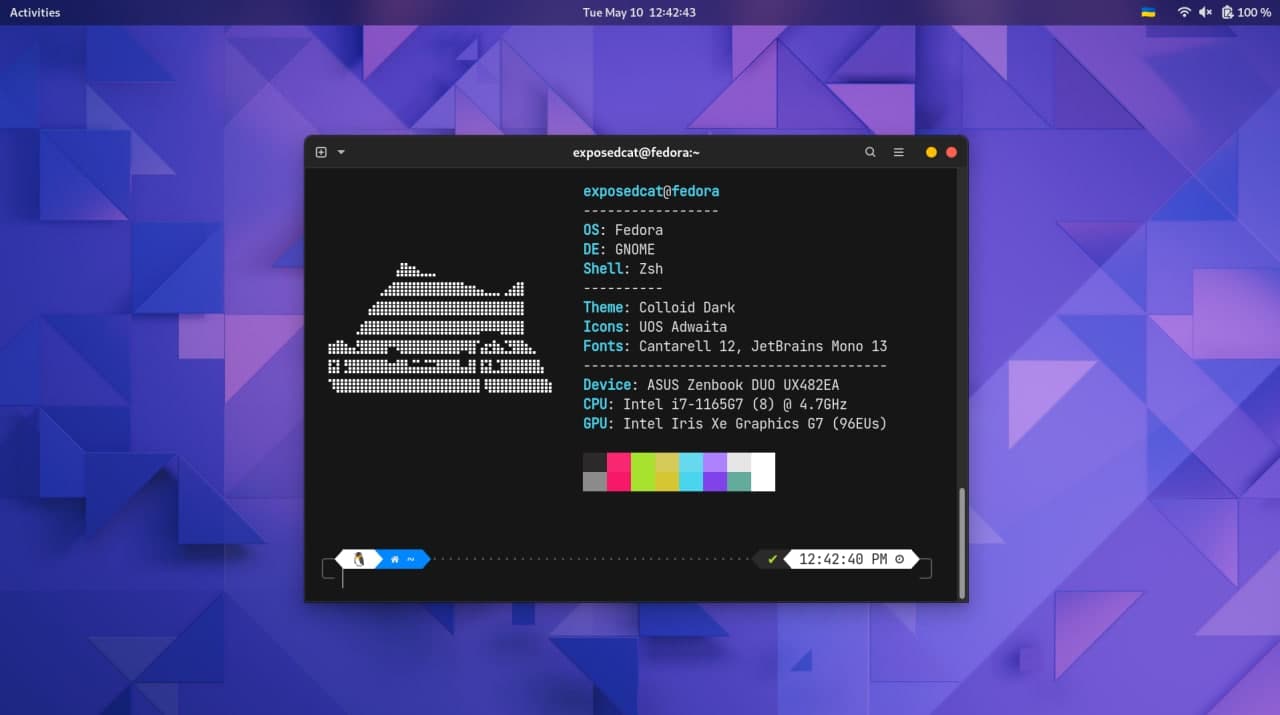 Activities
Tue May 10 12:42:43
100 %
exposedcat@fedora:~
exposedcat@fedora
-----------------
OS: Fedora
DE: GNOME
Shell: Zsh
----------
Theme: Colloid Dark
Icons: UOS Adwaita
Fonts: Cantarell 12, JetBrains Mono 13
--------------------------------------
Device: ASUS Zenbook DUO UX482EA
CPU: Intel i7-1165G7 (8) @ 4.7GHz
GPU: Intel Iris Xe Graphics G7 (96EUs)
~
12:42:40 PM